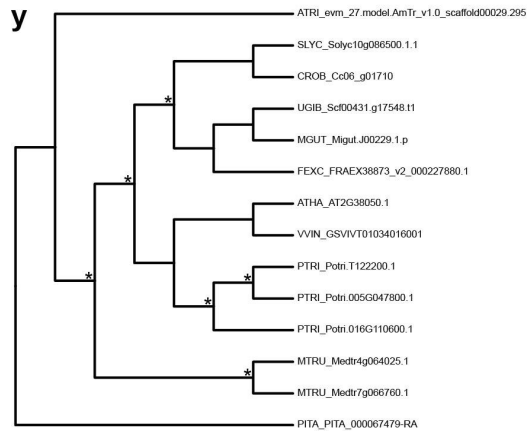 y
ATRI_evm_27.model.AmTr_v1.0_scaffold00029.295
SLYC_Solyc10g086500.1.1
CROB_Cc06_g01710
UGIB_Scf00431.g17548.t1
MGUT_Migut.J00229.1.p
FEXC_FRAEX38873_v2_000227880.1
ATHA_AT2G38050.1
VVIN_GSVIVT01034016001
PTRI_Potri.T122200.1
PTRI_Potri.005G047800.1
PTRI_Potri.016G110600.1
MTRU_Medtr4g064025.1
MTRU_Medtr7g066760.1
PITA_PITA_000067479-RA